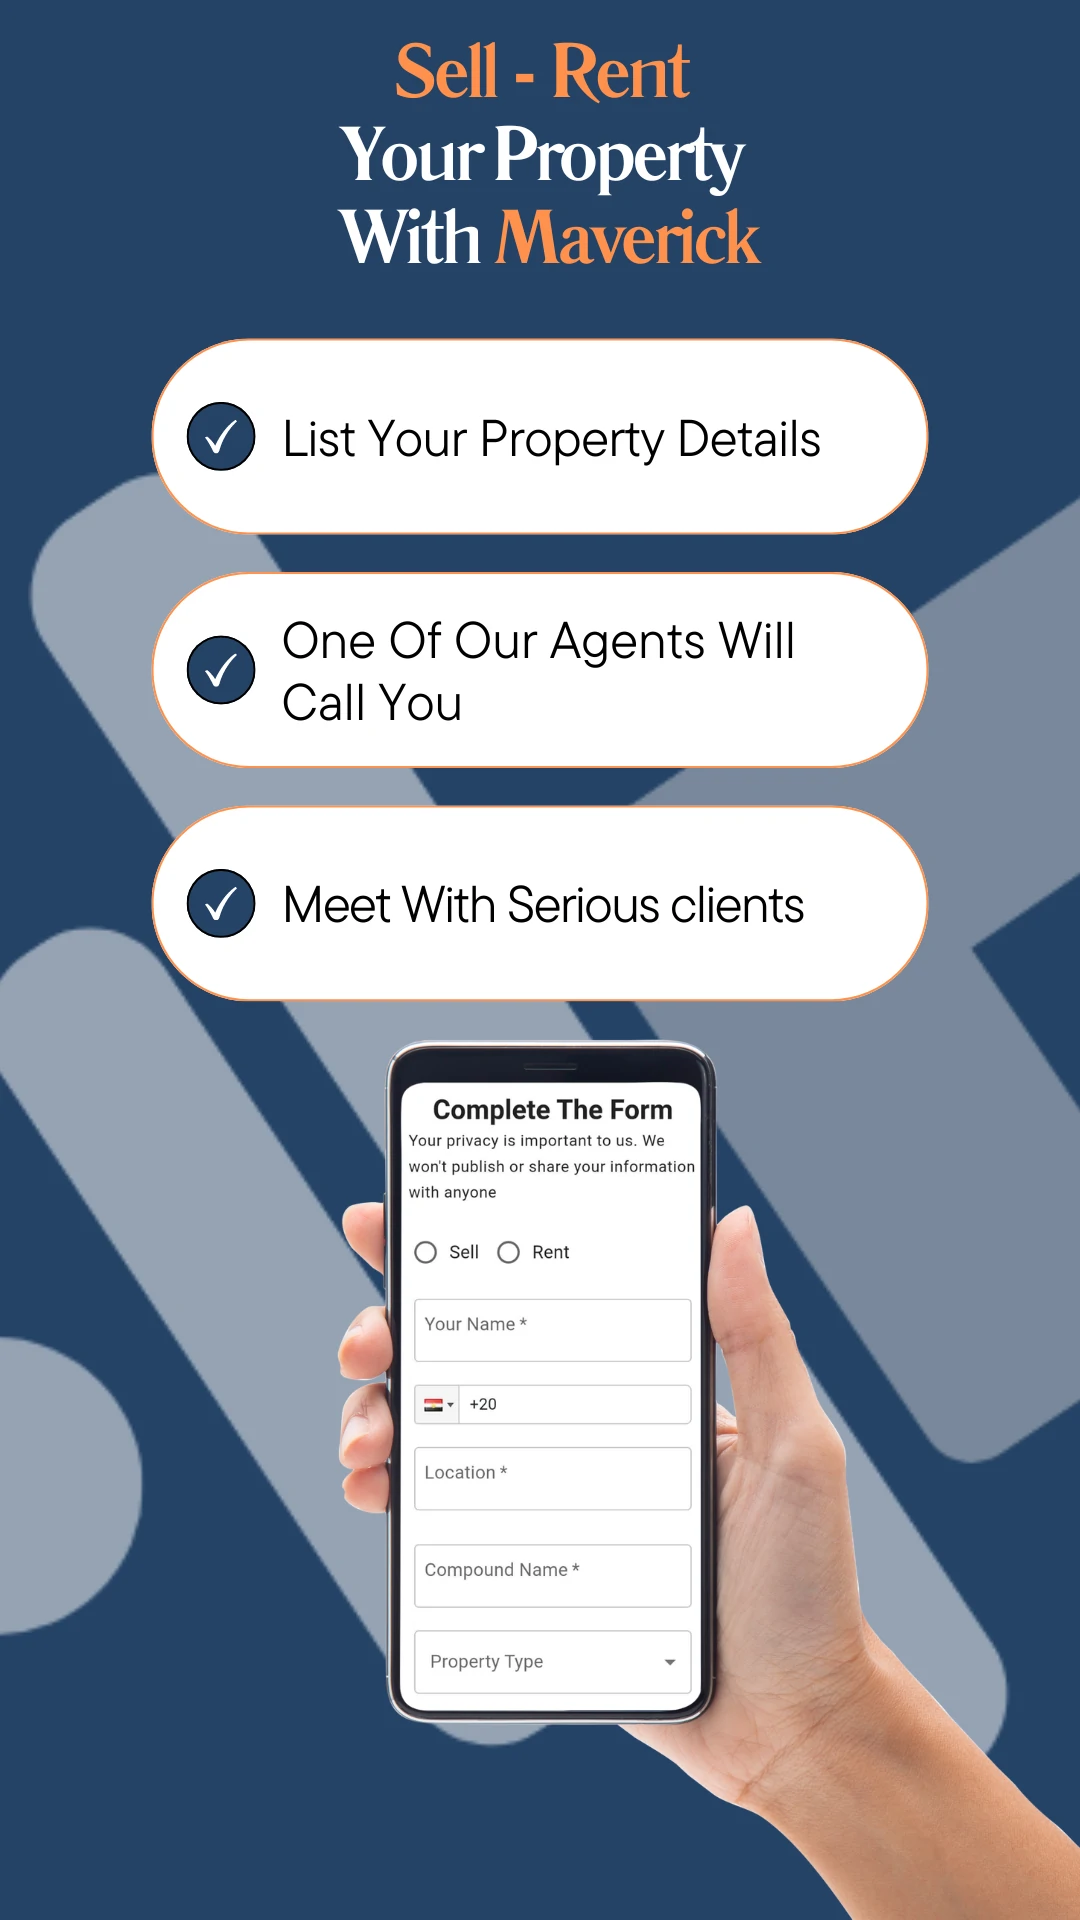 Sell - Rent
Your Property
With Maverick
List Your Property Details
One Of Our Agents Will
Call You
Meet With Serious clients
Complete The Form
Your privacy is important to us. We
won't publish or share your information
with anyone
Sell Rent
Your Name *
+20
Location *
Compound Name *
Property Type